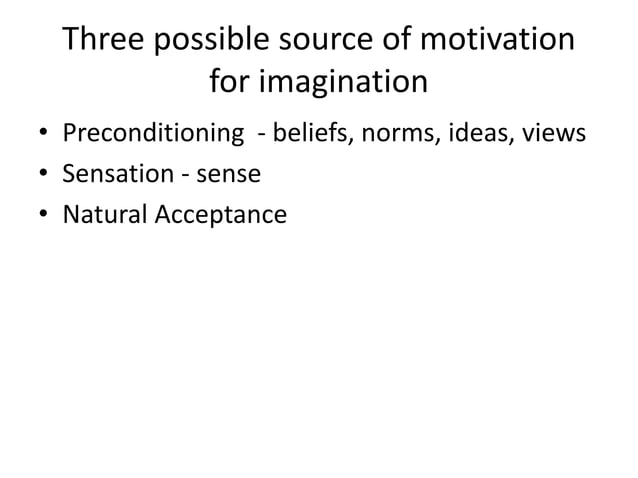 Three possible source of motivation
for imagination
• Preconditioning  - beliefs, norms, ideas, views
• Sensation - sense
• Natural Acceptance